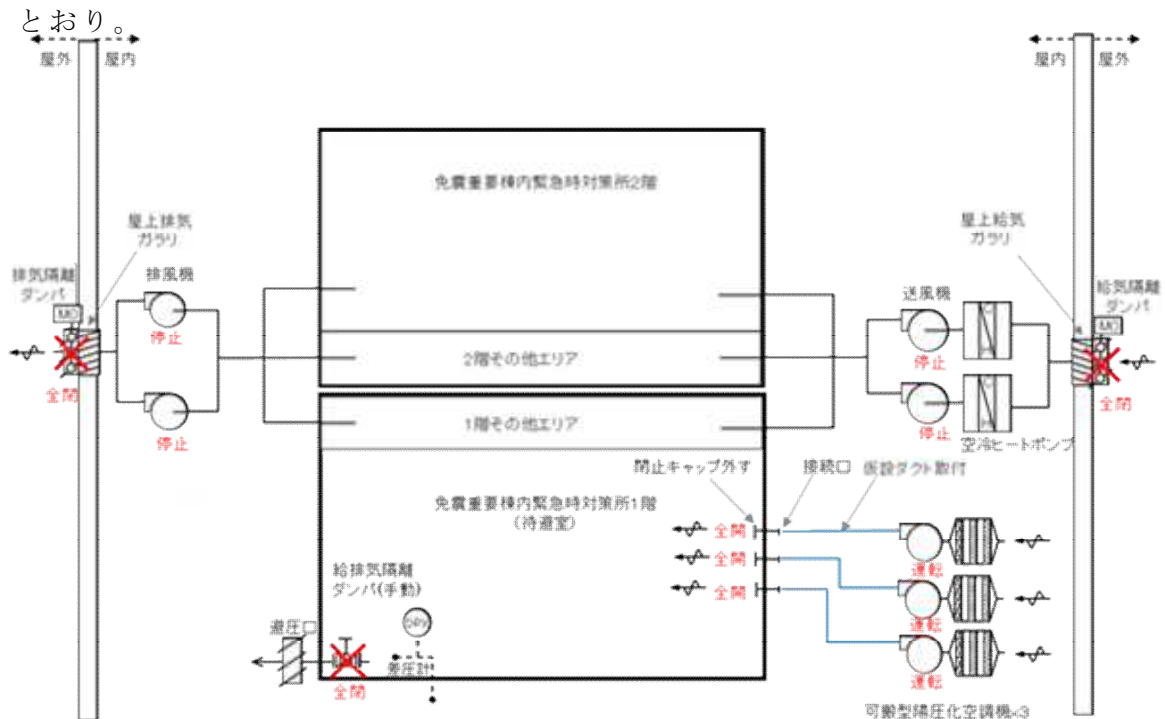 とおり。
屋外 屋内
屋内 屋外
免震重要棟内緊急時対策所2階
屋上排気
ガラリ
屋上給気
ガラリ
排気隔離
ダンパ
排風機
送風機
給気隔離
ダンパ
MO
MO
停止
停止
2階その他エリア
全閉
全閉
停止
停止
1階その他エリア
空冷ヒートポンプ
閉止キャップ外す
接続口
仮設ダクト取付
免震重要棟内緊急時対策所1階
(待避室)
全開
全開
全開
運転
運転
運転
給排気隔離
ダンパ(手動)
避圧口
差圧計
全閉
可搬型陽圧化空調機×3